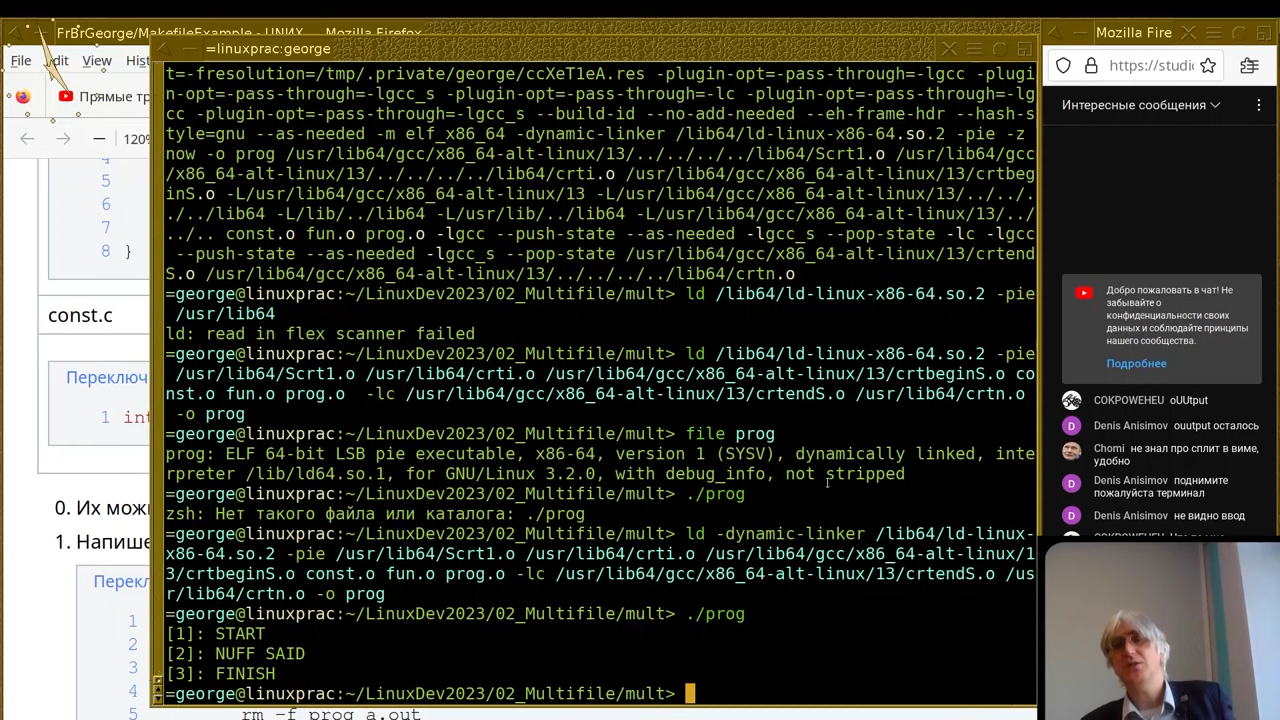 FrBrGeorge/MakefileExample - UNIX — Mozilla Firefox
=linuxprac:george
Mozilla Fire
File Edit View Hist
https://studio
Прямые тр
120%
Интересные сообщения
t=-fresolution=/tmp/.private/george/ccXeT1eA.res -plugin-opt=-pass-through=-lgcc -plugi
n-opt=-pass-through=-lgcc_s -plugin-opt=-pass-through=-lc -plugin-opt=-pass-through=-l
gcc -plugin-opt=-pass-through=-lgcc_s --build-id --no-add-needed --eh-frame-hdr --hash-s
tyle=gnu --as-needed -m elf_x86_64 -dynamic-linker /lib64/ld-linux-x86-64.so.2 -pie -z
now -o prog /usr/lib64/gcc/x86_64-alt-linux/13/../../../../lib64/Scrt1.o /usr/lib64/gcc
/x86_64-alt-linux/13/../../../../lib64/crti.o /usr/lib64/gcc/x86_64-alt-linux/13/crtbeg
inS.o -L/usr/lib64/gcc/x86_64-alt-linux/13 -L/usr/lib64/gcc/x86_64-alt-linux/13/../../.
./../lib64 -L/lib/../lib64 -L/usr/lib/../lib64 -L/usr/lib64/gcc/x86_64-alt-linux/13/../
../.. const.o fun.o prog.o -lgcc --push-state --as-needed -lgcc_s --pop-state -lc -lgcc
--push-state --as-needed -lgcc_s --pop-state /usr/lib64/gcc/x86_64-alt-linux/13/crtend
S.o /usr/lib64/gcc/x86_64-alt-linux/13/../../../../lib64/crtn.o
=george@linuxprac:~/LinuxDev2023/02_Multifile/mult> ld /lib64/ld-linux-x86-64.so.2 -pie
/usr/lib64
ld: read in flex scanner failed
=george@linuxprac:~/LinuxDev2023/02_Multifile/mult> ld /lib64/ld-linux-x86-64.so.2 -pie
/usr/lib64/Scrt1.o /usr/lib64/crti.o /usr/lib64/gcc/x86_64-alt-linux/13/crtbeginS.o co
nst.o fun.o prog.o -lc /usr/lib64/gcc/x86_64-alt-linux/13/crtendS.o /usr/lib64/crtn.o
-o prog
=george@linuxprac:~/LinuxDev2023/02_Multifile/mult> file prog
prog: ELF 64-bit LSB pie executable, x86-64, version 1 (SYSV), dynamically linked, inte
rpreter /lib/ld64.so.1, for GNU/Linux 3.2.0, with debug_info, not stripped
=george@linuxprac:~/LinuxDev2023/02_Multifile/mult> ./prog
zsh: Нет такого файла или каталога: ./prog
=george@linuxprac:~/LinuxDev2023/02_Multifile/mult> ld -dynamic-linker /lib64/ld-linux-
x86-64.so.2 -pie /usr/lib64/Scrt1.o /usr/lib64/crti.o /usr/lib64/gcc/x86_64-alt-linux/1
3/crtbeginS.o const.o fun.o prog.o -lc /usr/lib64/gcc/x86_64-alt-linux/13/crtendS.o /us
r/lib64/crtn.o -o prog
=george@linuxprac:~/LinuxDev2023/02_Multifile/mult> ./prog
[1]: START
[2]: NUFF SAID
[3]: FINISH
=george@linuxprac:~/LinuxDev2023/02_Multifile/mult>
4
5
6
7
8 }
const.c
Переключ
1 int
0. Их можн
1. Напише
Переключ
1
2
3
4
5 rm -f prog a.out
Добро пожаловать в чат! Не
забывайте о
конфиденциальности своих
данных и соблюдайте принципы
нашего сообщества.
Подробнее
COKPOWEHEU oUUtput
Denis Anisimov ouutput осталось
Chomi не знал про сплит в виме,
удобно
Denis Anisimov поднимите
пожалуйста терминал
Denis Anisimov не видно ввод